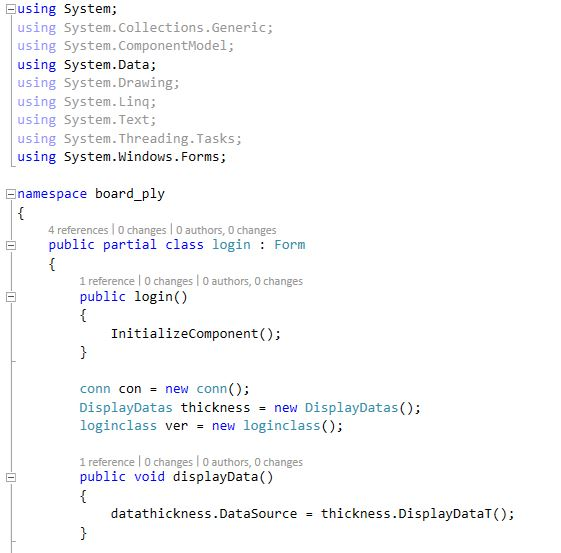 using System;
using System.Collections.Generic;
using System.ComponentModel;
using System.Data;
using System.Drawing;
using System.Linq;
using System.Text;
using System.Threading.Tasks;
using System.Windows.Forms;
namespace board_ply
{
4 references | 0 changes | 0 authors, 0 changes
public partial class login : Form
{
1 reference | 0 changes | 0 authors, 0 changes
public login()
{
InitializeComponent();
}
conn con = new conn();
DisplayDatas thickness = new DisplayDatas();
loginclass ver = new loginclass();
1 reference | 0 changes | 0 authors, 0 changes
public void displayData()
{
datathickness.DataSource = thickness.DisplayDataT();
}